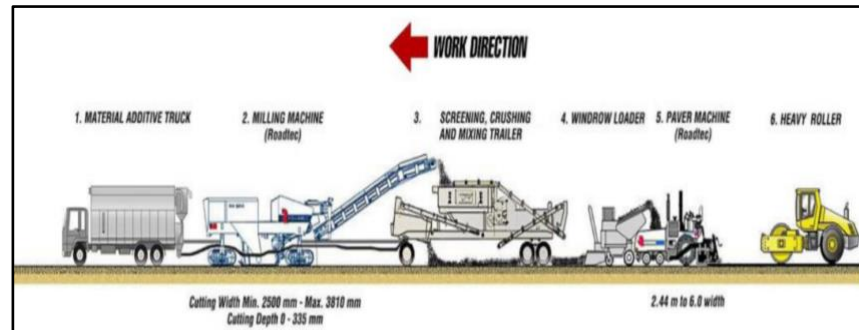 WORK DIRECTION
1. MATERIAL ADDITIVE TRUCK
2. MILLING MACHINE
(Roadtec)
3. SCREENING, CRUSHING
AND MIXING TRAILER
4. WINDROW LOADER
5. PAVER MACHINE
(Roadtec)
6. HEAVY ROLLER
Cutting Width Min. 2500 mm - Max. 3810 mm
Cutting Depth 0 - 335 mm
2.44 m to 6.0 width